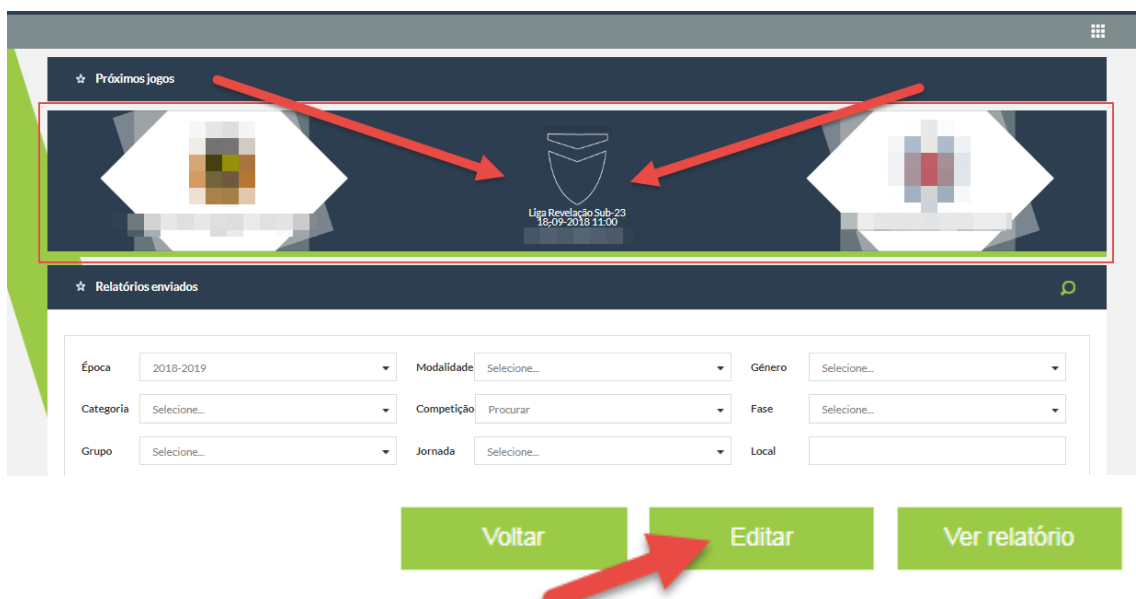 Próximos jogos
Liga Revelação Sub-23
18-09-2018 11:00
Relatórios enviados
Época 2018-2019 Modalidade Selecione... Género Selecione...
Categoria Selecione... Competição Procurar Fase Selecione...
Grupo Selecione... Jornada Selecione... Local
Voltar Editar Ver relatório